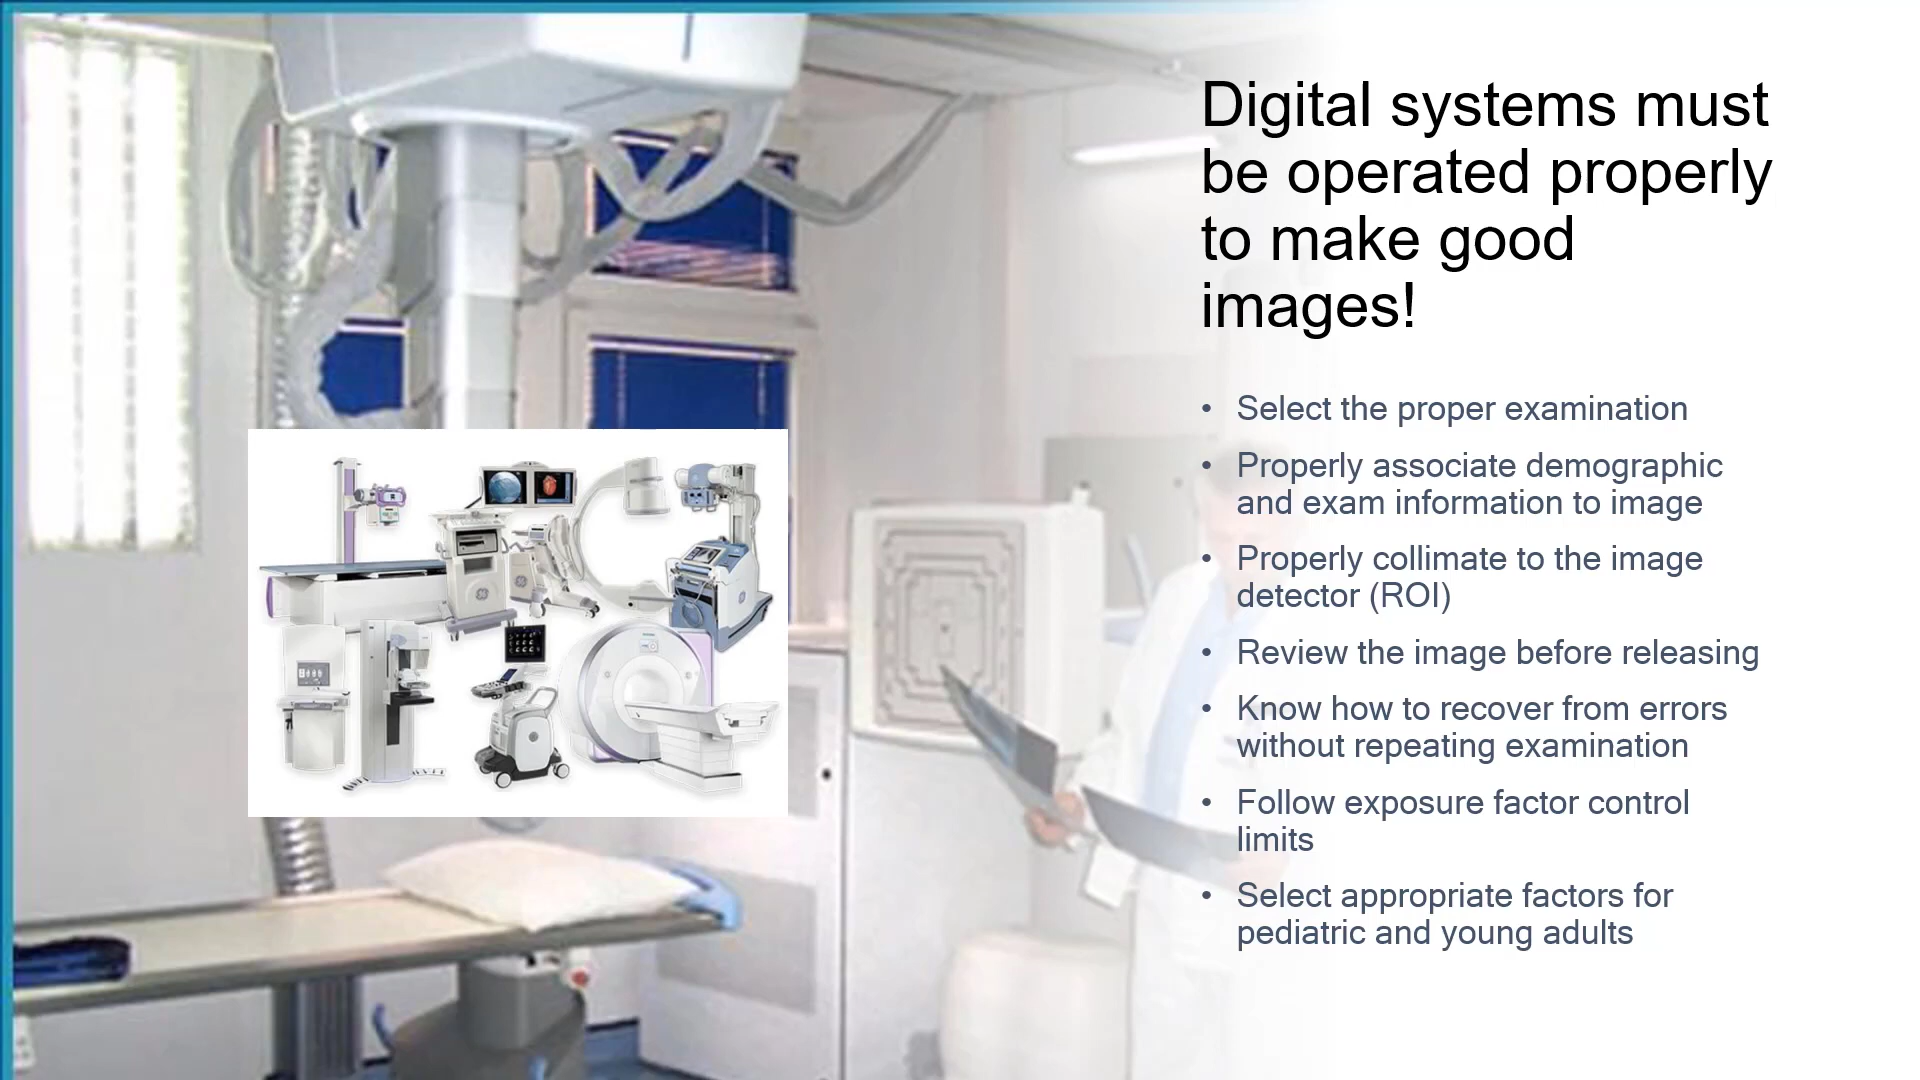 Digital systems must
be operated properly
to make good
images!
• Select the proper examination
• Properly associate demographic
and exam information to image
• Properly collimate to the image
detector (ROI)
• Review the image before releasing
• Know how to recover from errors
without repeating examination
• Follow exposure factor control
limits
• Select appropriate factors for
pediatric and young adults